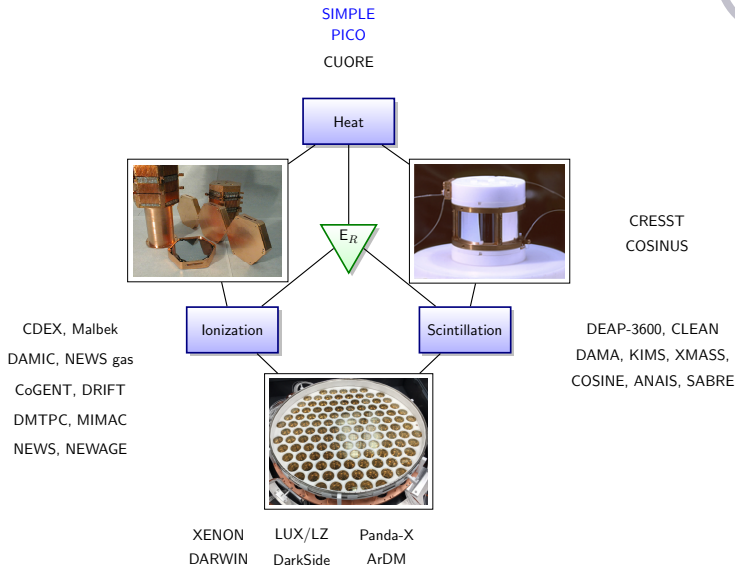 SIMPLE
PICO
CUORE
Heat
E_R
CRESST
COSINUS
Ionization
Scintillation
CDEX, Malbek
DAMIC, NEWS gas
CoGENT, DRIFT
DMTPC, MIMAC
NEWS, NEWAGE
DEAP-3600, CLEAN
DAMA, KIMS, XMASS,
COSINE, ANAIS, SABRE
XENON LUX/LZ Panda-X
DARWIN DarkSide ArDM